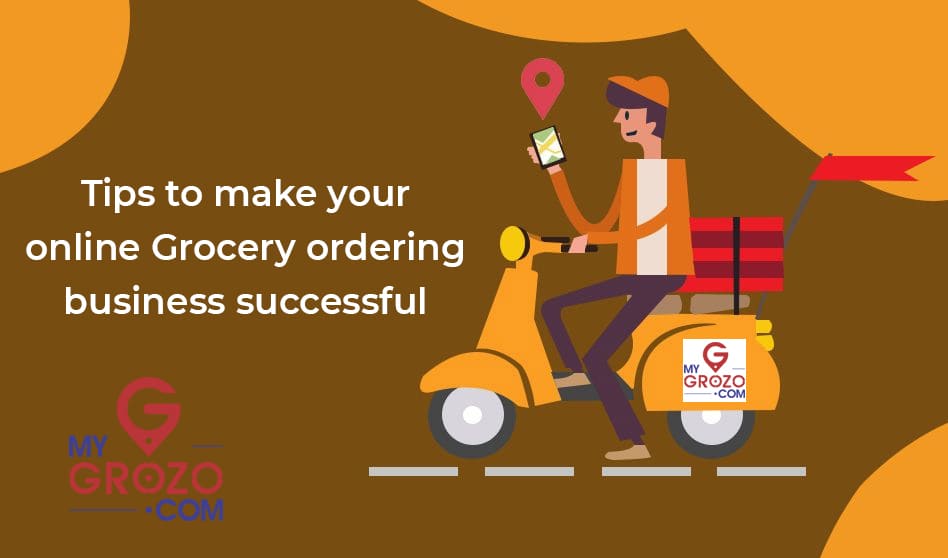 Tips to make your
online Grocery ordering
business successful
MY
GROZO
.COM
MY
GROZO
.COM